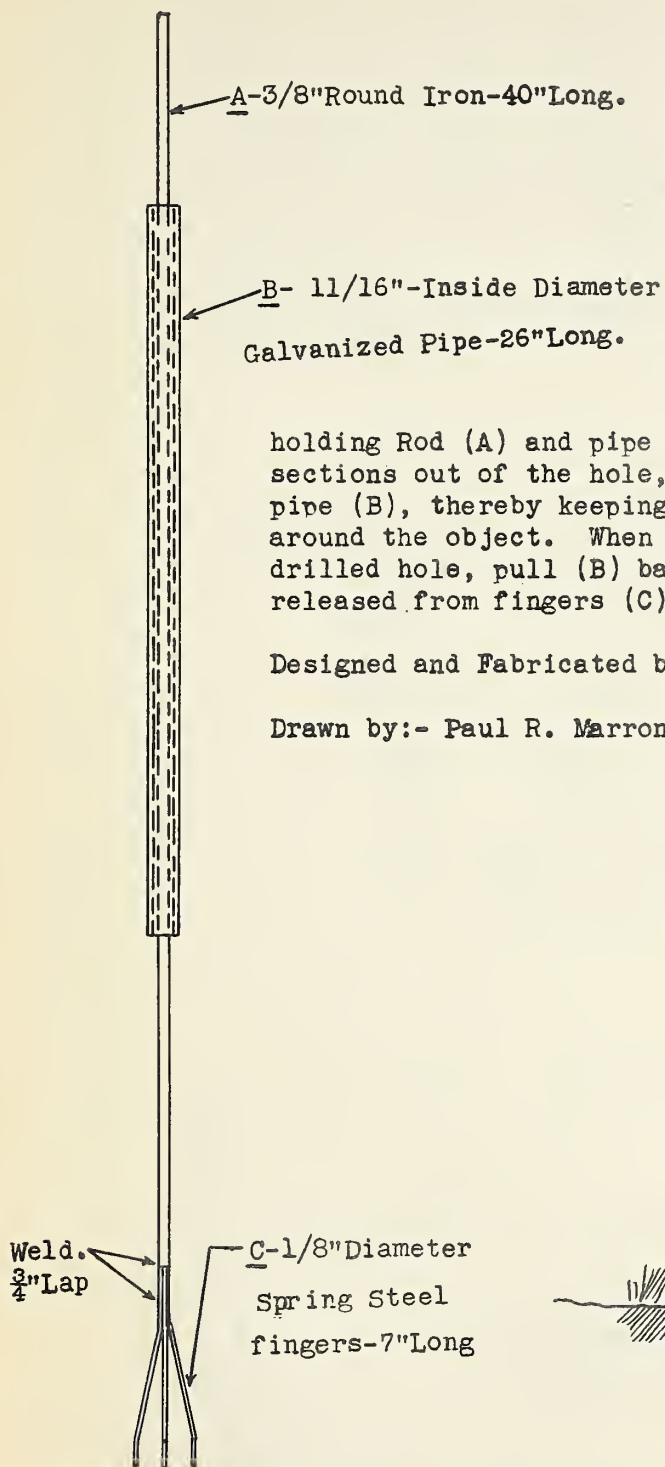 A-3/8"Round Iron-40"Long.
B- 11/16"-Inside Diameter
Galvanized Pipe-26"Long.
holding Rod (A) and pipe
sections out of the hole,
pipe (B), thereby keeping
around the object. When
drilled hole, pull (B) ba
released from fingers (C)
Designed and Fabricated b
Drawn by:- Paul R. Marron
Weld.
3/4"Lap
C-1/8"Diameter
Spring Steel
fingers-7"Long